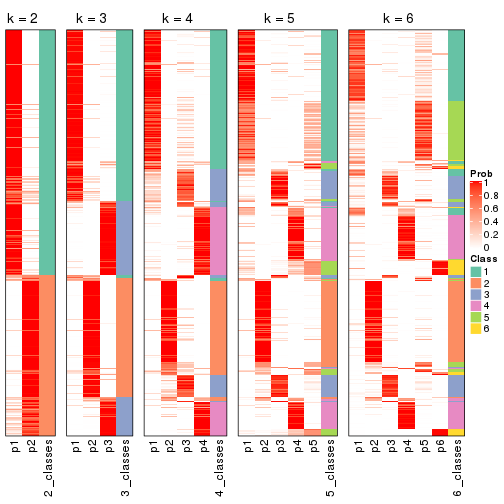 k = 2
k = 3
k = 4
k = 5
k = 6
Prob
1
0.8
0.6
0.4
0.2
0
Class
1
2
3
4
5
6
p1
p2
2_classes
p1
p2
p3
3_classes
p1
p2
p3
p4
4_classes
p1
p2
p3
p4
p5
5_classes
p1
p2
p3
p4
p5
p6
6_classes